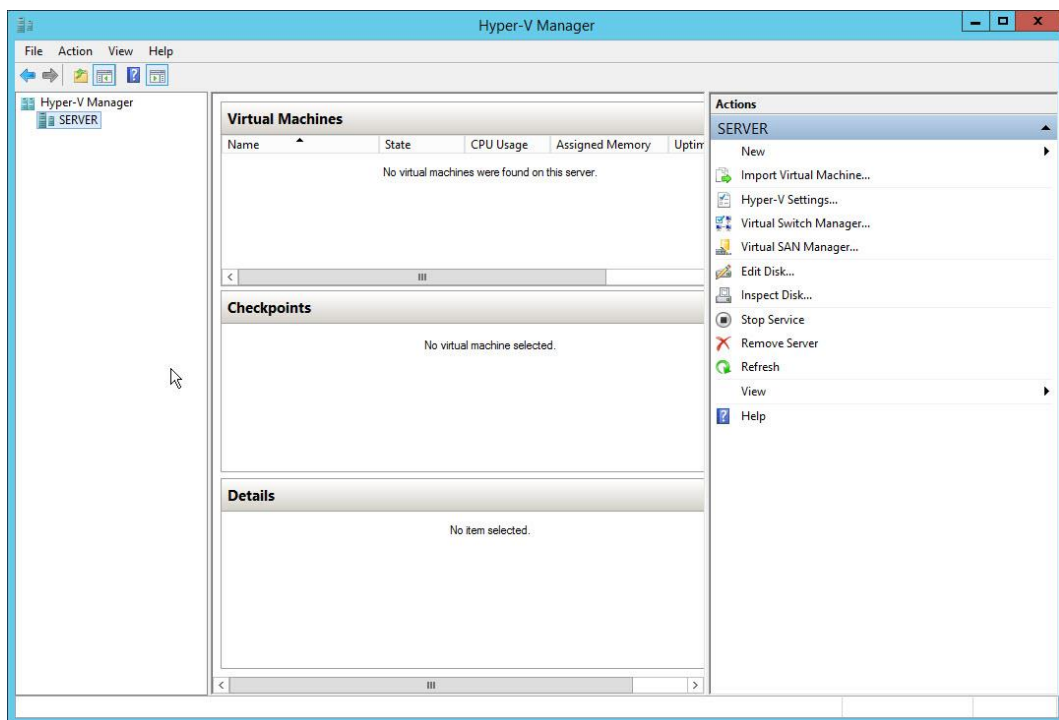 Hyper-V Manager
File Action View Help
Hyper-V Manager
SERVER
Virtual Machines
Name State CPU Usage Assigned Memory Uptim
No virtual machines were found on this server.
Checkpoints
No virtual machine selected.
Details
No item selected.
Actions
SERVER
New
Import Virtual Machine...
Hyper-V Settings...
Virtual Switch Manager...
Virtual SAN Manager...
Edit Disk...
Inspect Disk...
Stop Service
Remove Server
Refresh
View
Help